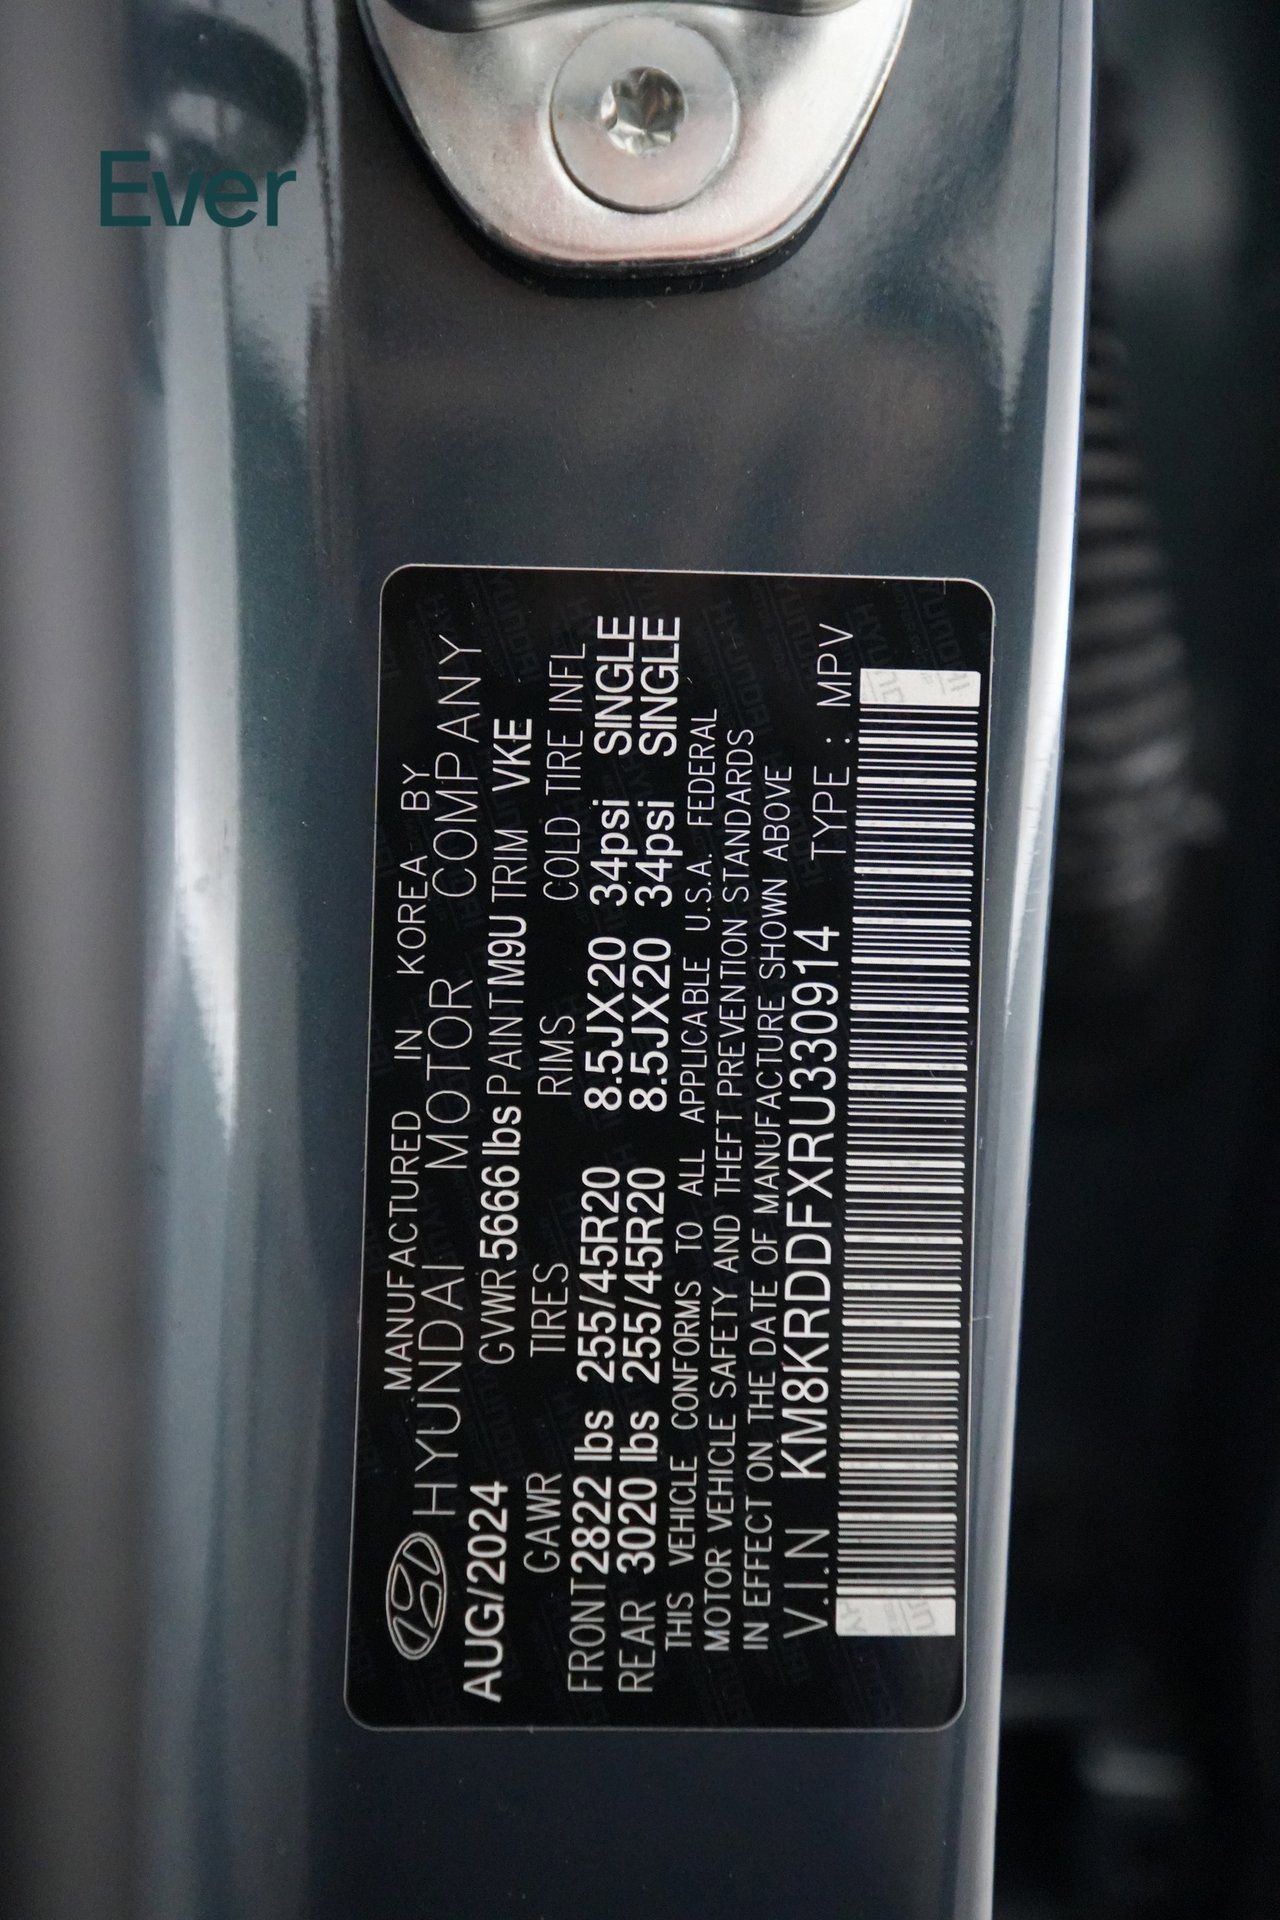 Ever
MANUFACTURED IN KOREA BY
HYUNDAI MOTOR COMPANY
AUG/2024 GVWR 5666 lbs PAINT M9U TRIM VKE
GAWR TIRES RIMS COLD TIRE INFL
FRONT 2822 lbs 255/45R20 8.5JX20 34psi SINGLE
REAR 3020 lbs 255/45R20 8.5JX20 34psi SINGLE
THIS VEHICLE CONFORMS TO ALL APPLICABLE U.S.A. FEDERAL
MOTOR VEHICLE SAFETY AND THEFT PREVENTION STANDARDS
IN EFFECT ON THE DATE OF MANUFACTURE SHOWN ABOVE
V.I.N KM8KRDDFXRU330914 TYPE : MPV